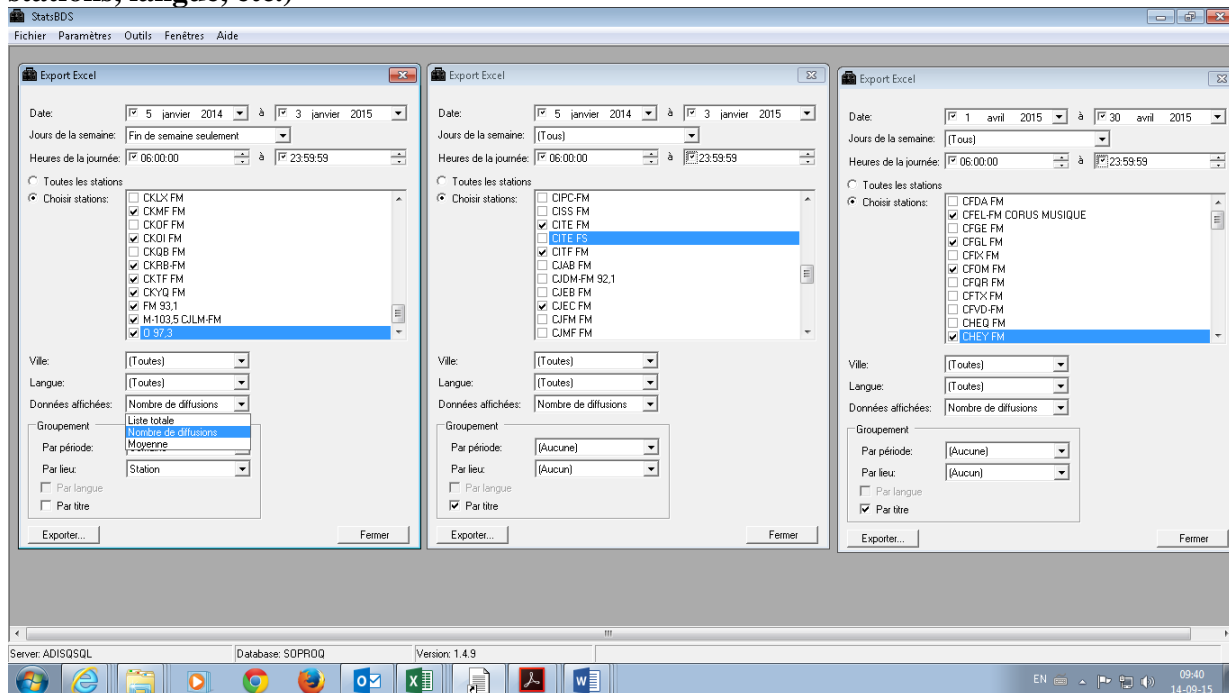 stations, langue, etc.)
StatsBDS
Fichier Paramètres Outils Fenêtres Aide
Export Excel
Date: 5 janvier 2014 à 3 janvier 2015
Jours de la semaine: Fin de semaine seulement
Heures de la journée: 06:00:00 à 23:59:59
Toutes les stations
Choisir stations:
CKLX FM
CKMF FM
CKOF FM
CKOI FM
CKQB FM
CKRB-FM
CKTF FM
CKYQ FM
FM 93,1
M-103,5 CJLM-FM
O 97,3
Ville: (Toutes)
Langue: (Toutes)
Données affichées: Nombre de diffusions
Liste totale
Nombre de diffusions
Moyenne
Groupement
Par période:
Par lieu: Station
Par langue
Par titre
Exporter... Fermer
Export Excel
Date: 5 janvier 2014 à 3 janvier 2015
Jours de la semaine: (Tous)
Heures de la journée: 06:00:00 à 23:59:59
Toutes les stations
Choisir stations:
CIPC-FM
CISS FM
CITE FM
CITE FS
CITF FM
CJAB FM
CJDM-FM 92,1
CJEB FM
CJEC FM
CJFM FM
CJMF FM
Ville: (Toutes)
Langue: (Toutes)
Données affichées: Nombre de diffusions
Groupement
Par période: (Aucune)
Par lieu: (Aucun)
Par langue
Par titre
Exporter... Fermer
Export Excel
Date: 1 avril 2015 à 30 avril 2015
Jours de la semaine: (Tous)
Heures de la journée: 06:00:00 à 23:59:59
Toutes les stations
Choisir stations:
CFDA FM
CFEL-FM CORUS MUSIQUE
CFGE FM
CFGL FM
CFIX FM
CFOM FM
CFQR FM
CFTX FM
CFVD-FM
CHEQ FM
CHEY FM
Ville: (Toutes)
Langue: (Toutes)
Données affichées: Nombre de diffusions
Groupement
Par période: (Aucune)
Par lieu: (Aucun)
Par langue
Par titre
Exporter... Fermer
Server: ADISQSQL Database: SOPROQ Version: 1.4.9
EN 09:40
14-09-15